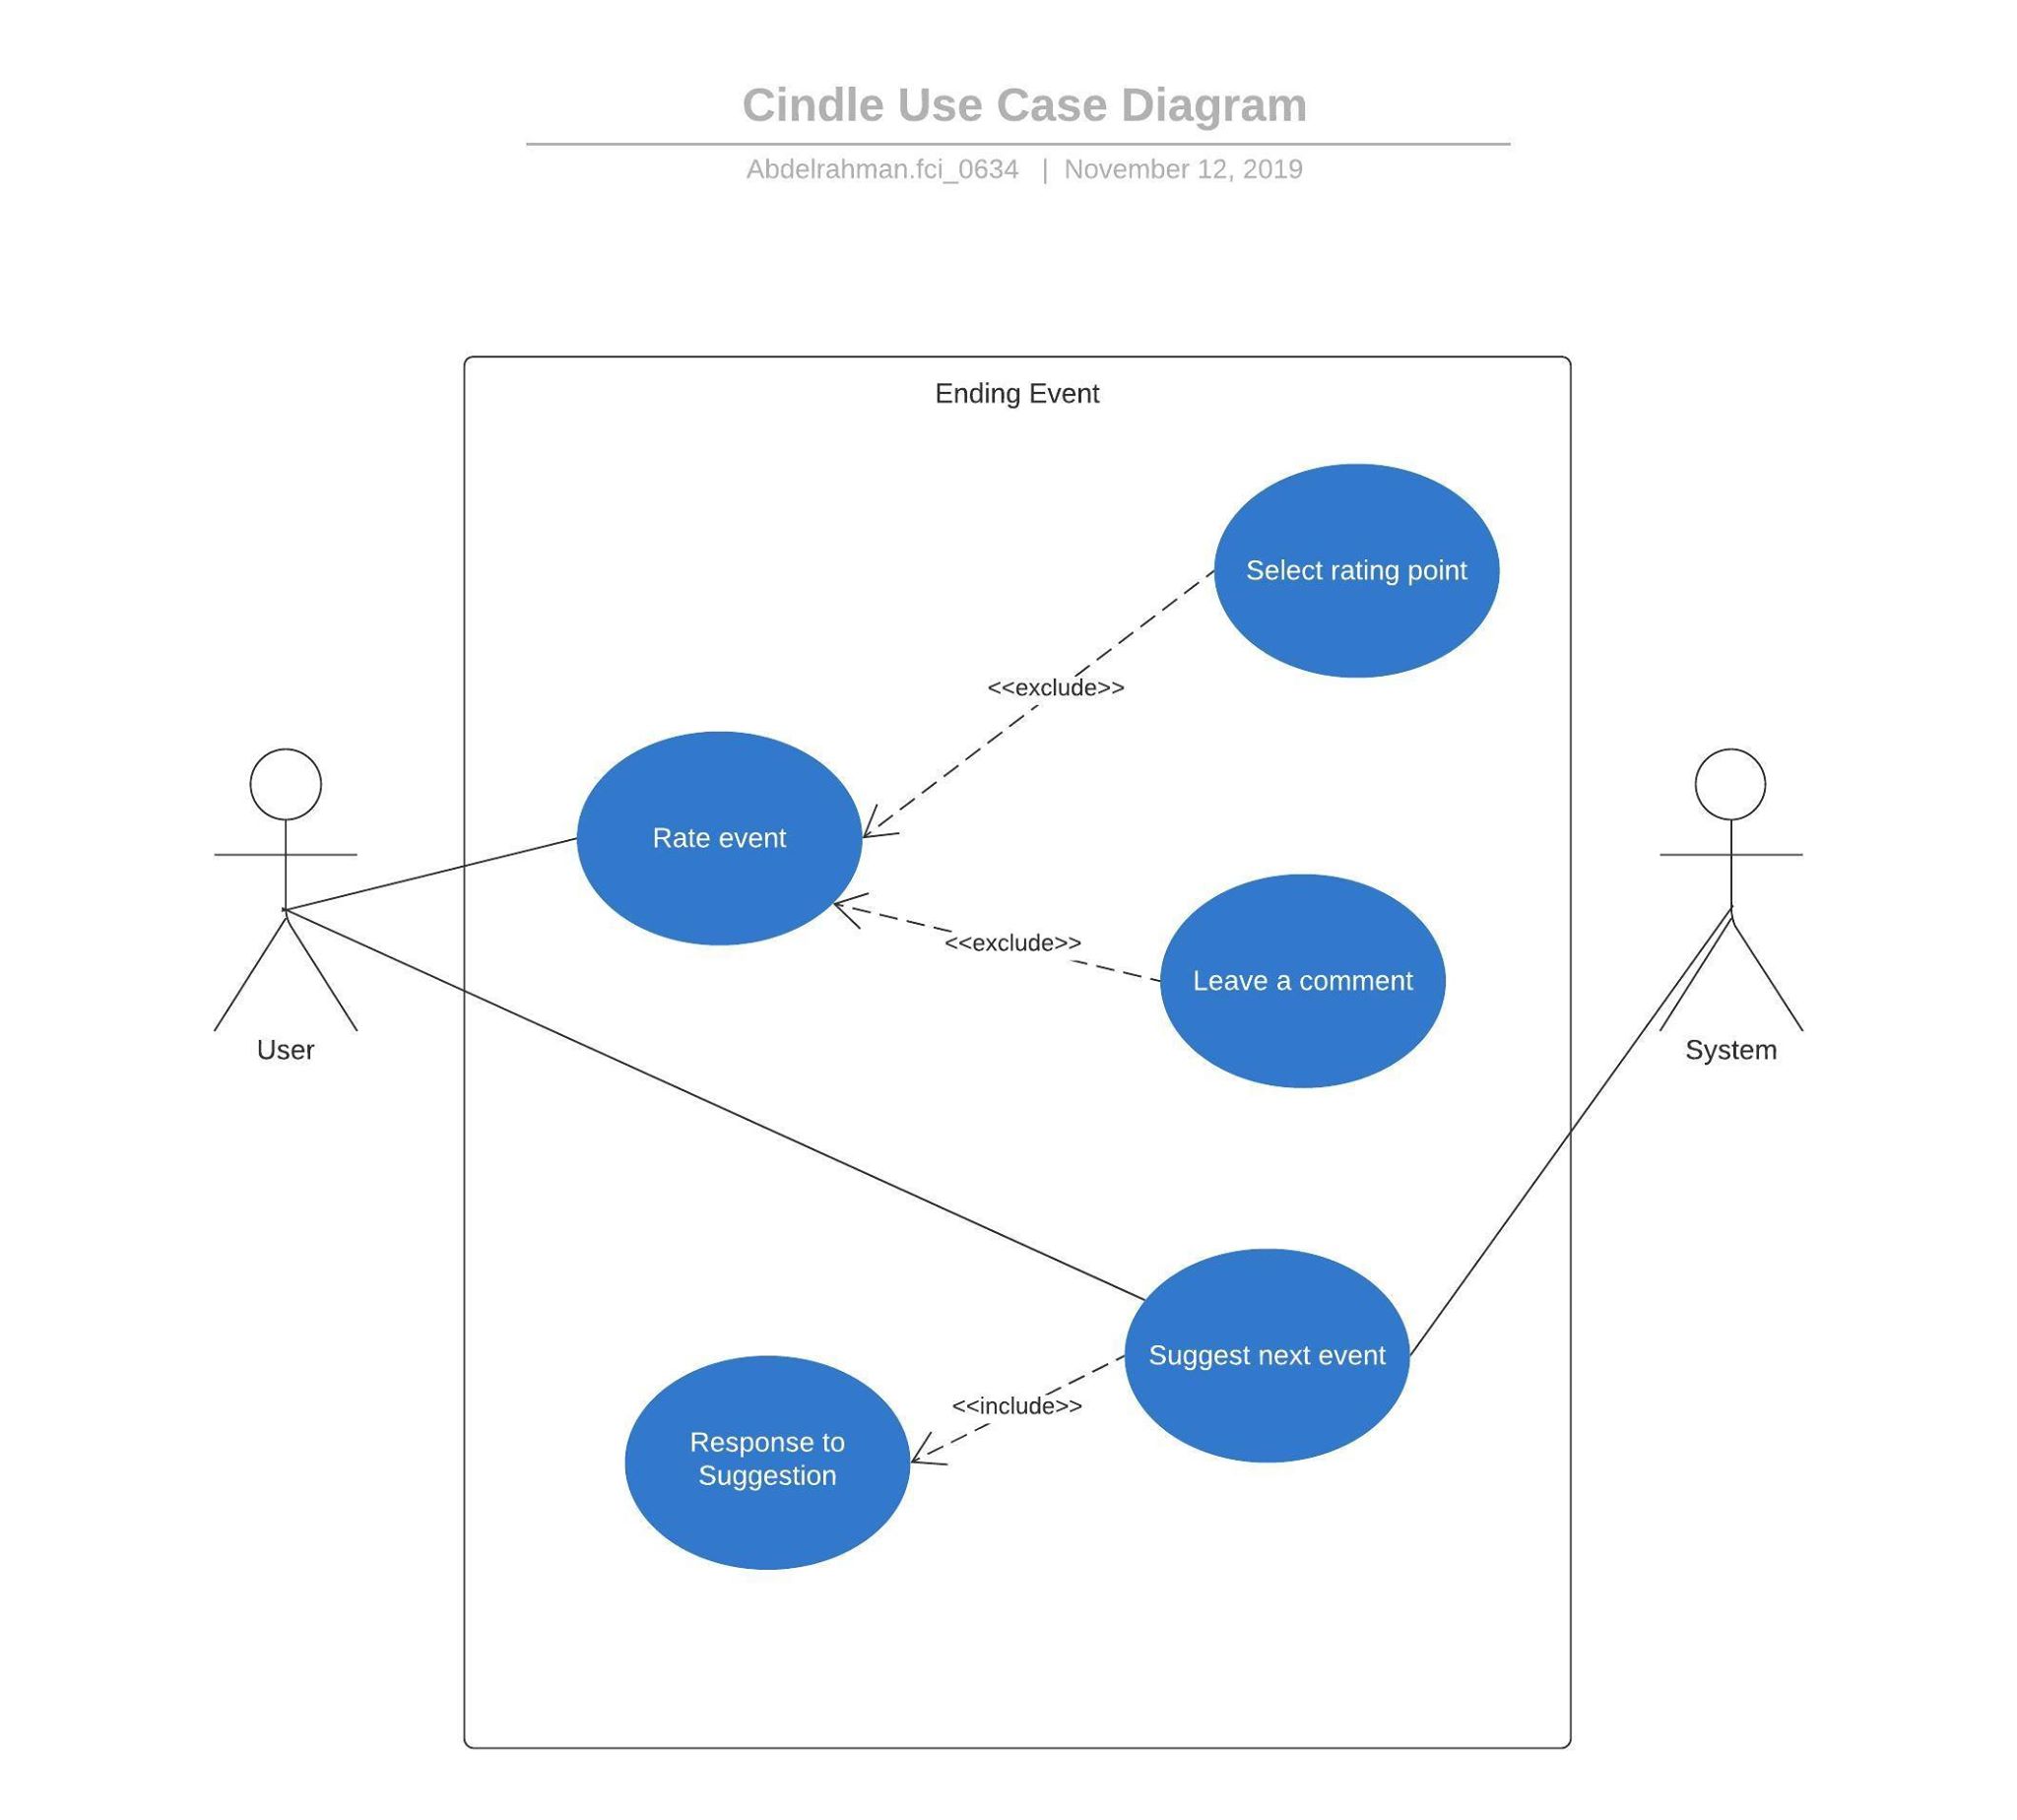 Cindle Use Case Diagram
Abdelrahman.fci_0634 | November 12, 2019
Ending Event
Select rating point
<<exclude>>
Rate event
<<exclude>>
Leave a comment
User
System
Suggest next event
<<include>>
Response to
Suggestion